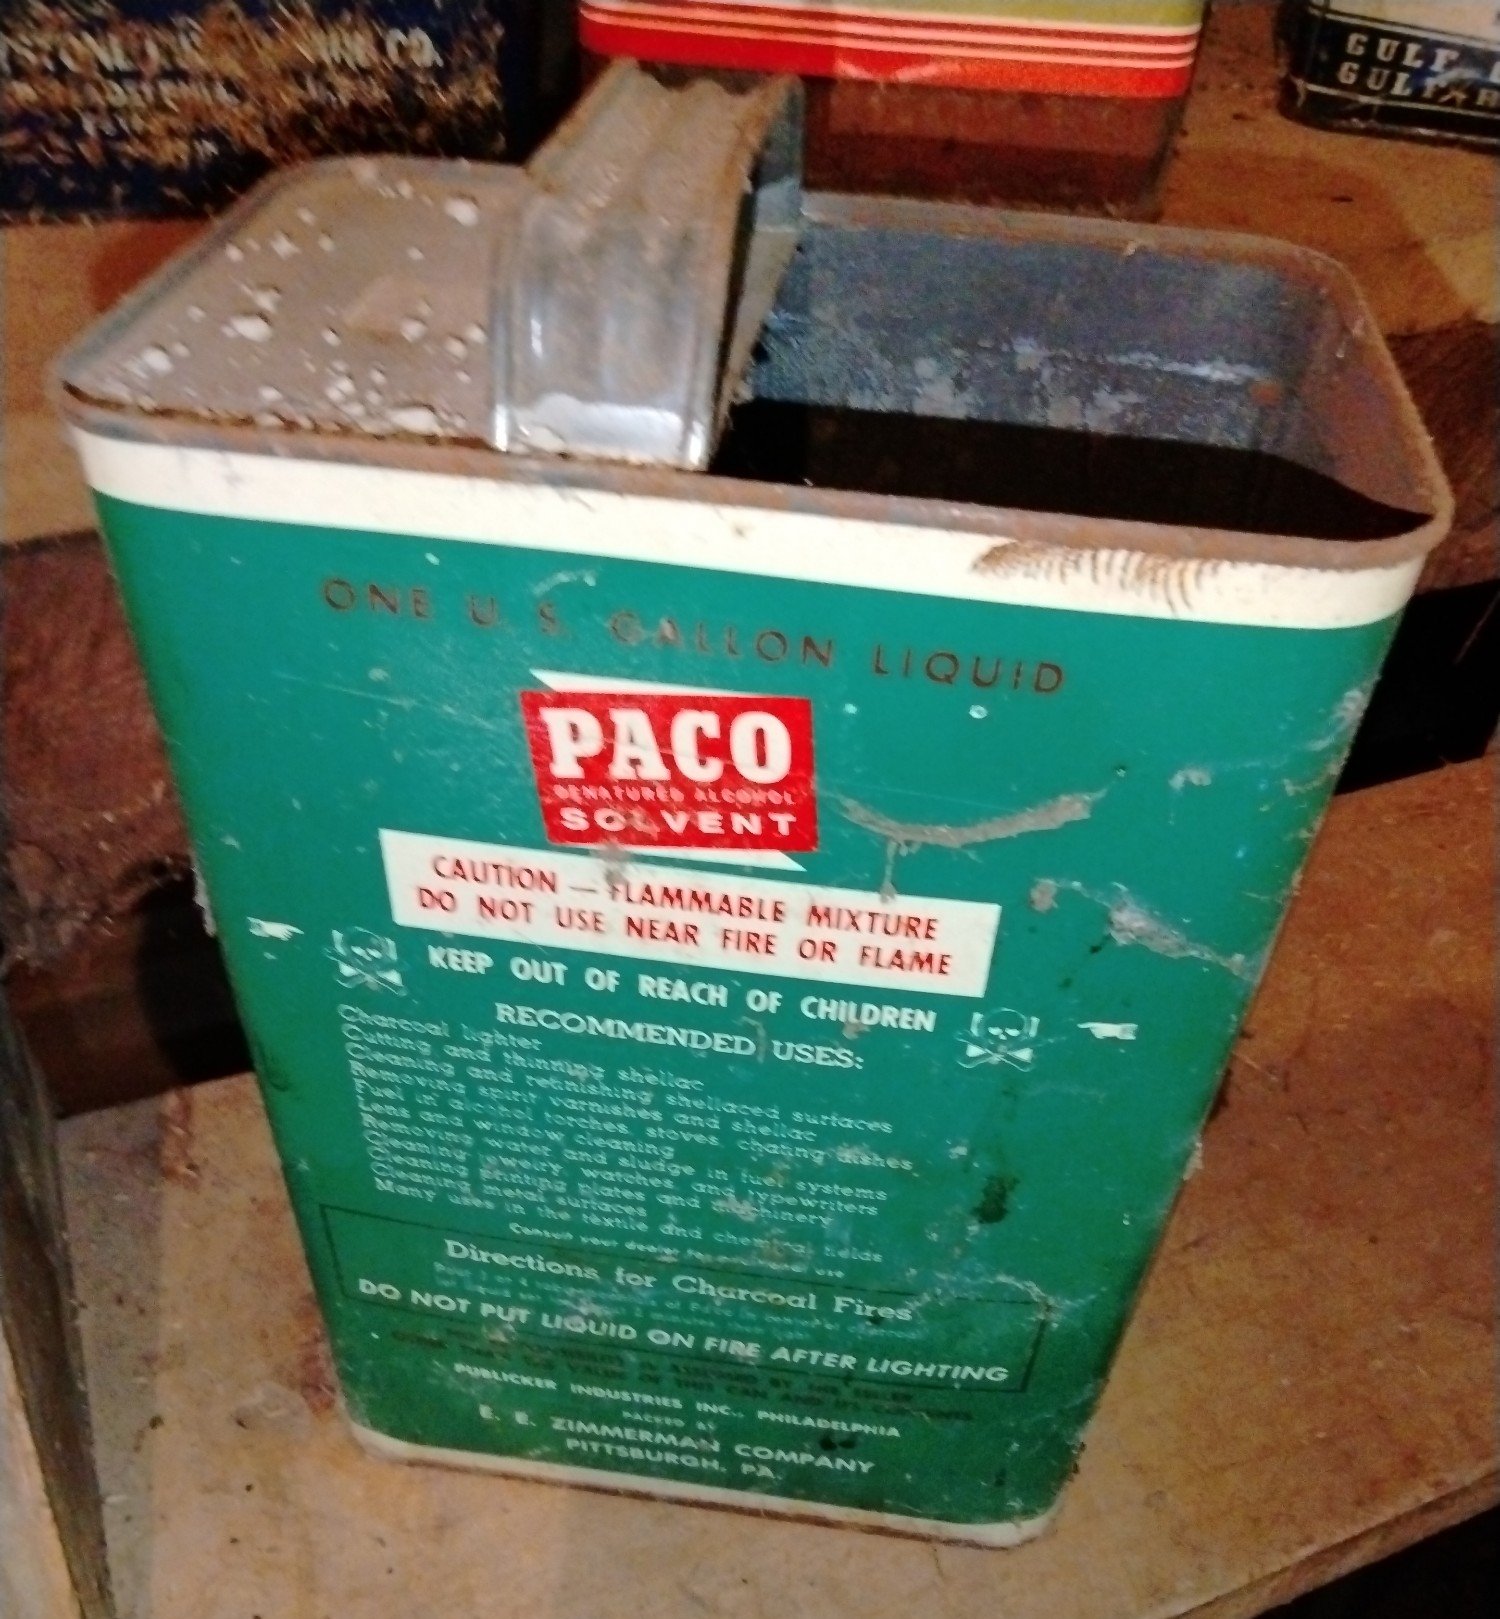 CO.
GULF
ONE U. S. GALLON LIQUID
PACO
DENATURED ALCOHOL
SOLVENT
CAUTION — FLAMMABLE MIXTURE
DO NOT USE NEAR FIRE OR FLAME
KEEP OUT OF REACH OF CHILDREN
RECOMMENDED USES:
Charcoal lighter
Cutting and thinning shellac
Cleaning and refinishing shellaced surfaces
Removing spirit varnishes and shellac
Fuel in alcohol torches, stoves, chafing dishes
Lens and window cleaning
Removing water and sludge in fuel systems
Cleaning jewelry, watches and typewriters
Cleaning printing plates and machinery
Cleaning metal surfaces
Many uses in the textile and chemical fields
Consult your dealer for
Directions for Charcoal Fires
DO NOT PUT LIQUID ON FIRE AFTER LIGHTING
PUBLICKER INDUSTRIES INC., PHILADELPHIA
PACKED BY
E. E. ZIMMERMAN COMPANY
PITTSBURGH, PA.